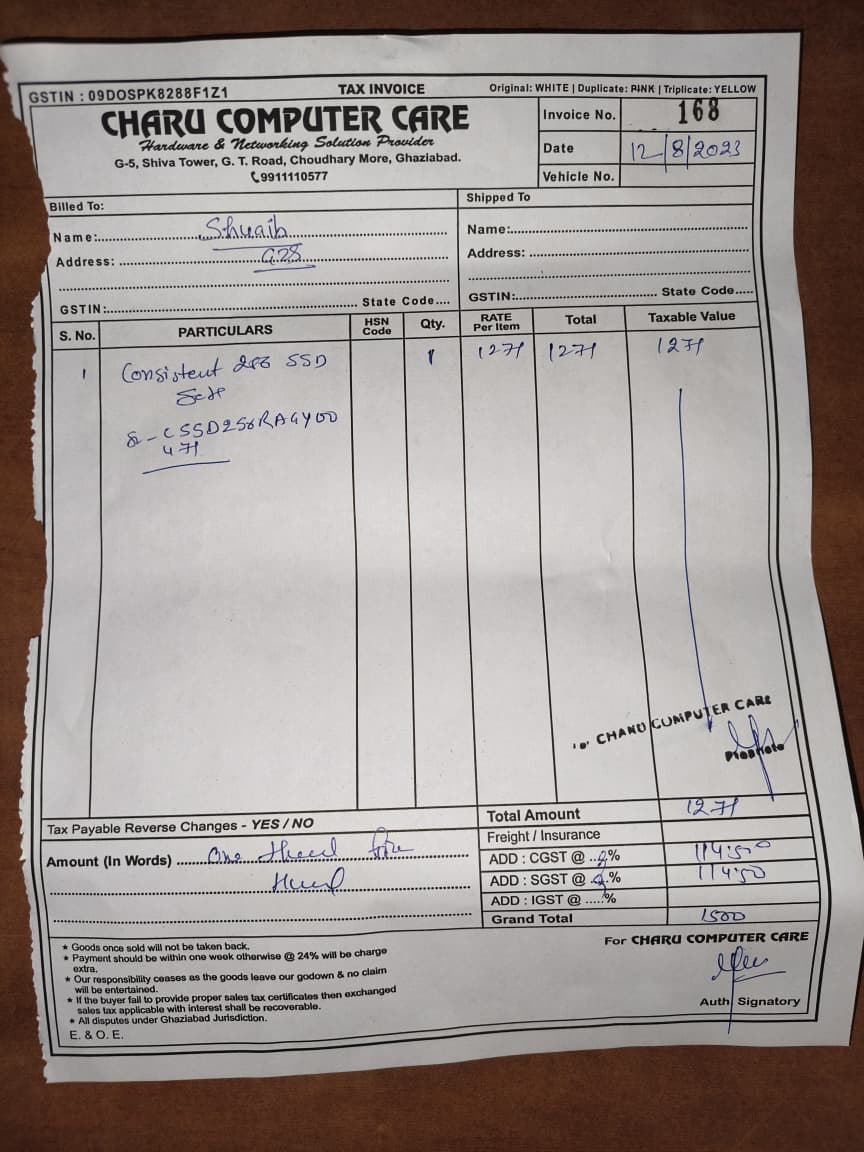 GSTIN : 09DOSPK8288F1Z1 TAX INVOICE Original: WHITE | Duplicate: PINK | Triplicate: YELLOW
CHARU COMPUTER CARE
Hardware & Networking Solution Provider
G-5, Shiva Tower, G. T. Road, Choudhary More, Ghaziabad.
9911110577
Invoice No. 168
Date 12/8/2023
Vehicle No.
Billed To: Shipped To
Name: Shuaib Name:
Address: G28 Address:
GSTIN: State Code.... GSTIN: State Code.....
S. No. PARTICULARS HSN Code Qty. RATE Per Item Total Taxable Value
1 Consistent 256 SSD 1 1271 1271 1271
CSSD256RAGY00
471
CHARU COMPUTER CARE
Tax Payable Reverse Changes - YES / NO
Amount (In Words) One
Total Amount 1271
Freight / Insurance
ADD : CGST @ 9 % 114.50
ADD : SGST @ 9 % 114.50
ADD : IGST @ .....%
Grand Total 1500
* Goods once sold will not be taken back.
* Payment should be within one week otherwise @ 24% will be charge
extra.
* Our responsibility ceases as the goods leave our godown & no claim
will be entertained.
* If the buyer fail to provide proper sales tax certificates then exchanged
sales tax applicable with interest shall be recoverable.
* All disputes under Ghaziabad Jurisdiction.
E. & O. E.
For CHARU COMPUTER CARE
Auth Signatory